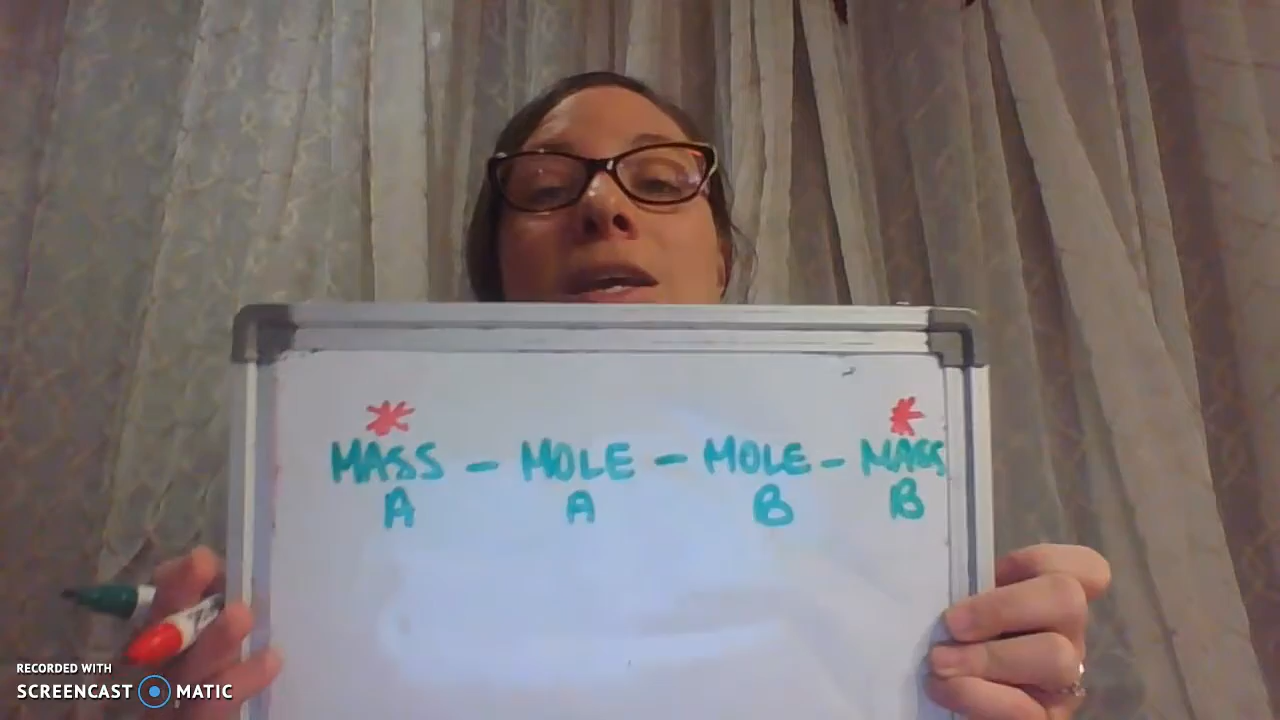 * *
MASS - MOLE - MOLE - MASS
A A B B
RECORDED WITH
SCREENCAST MATIC